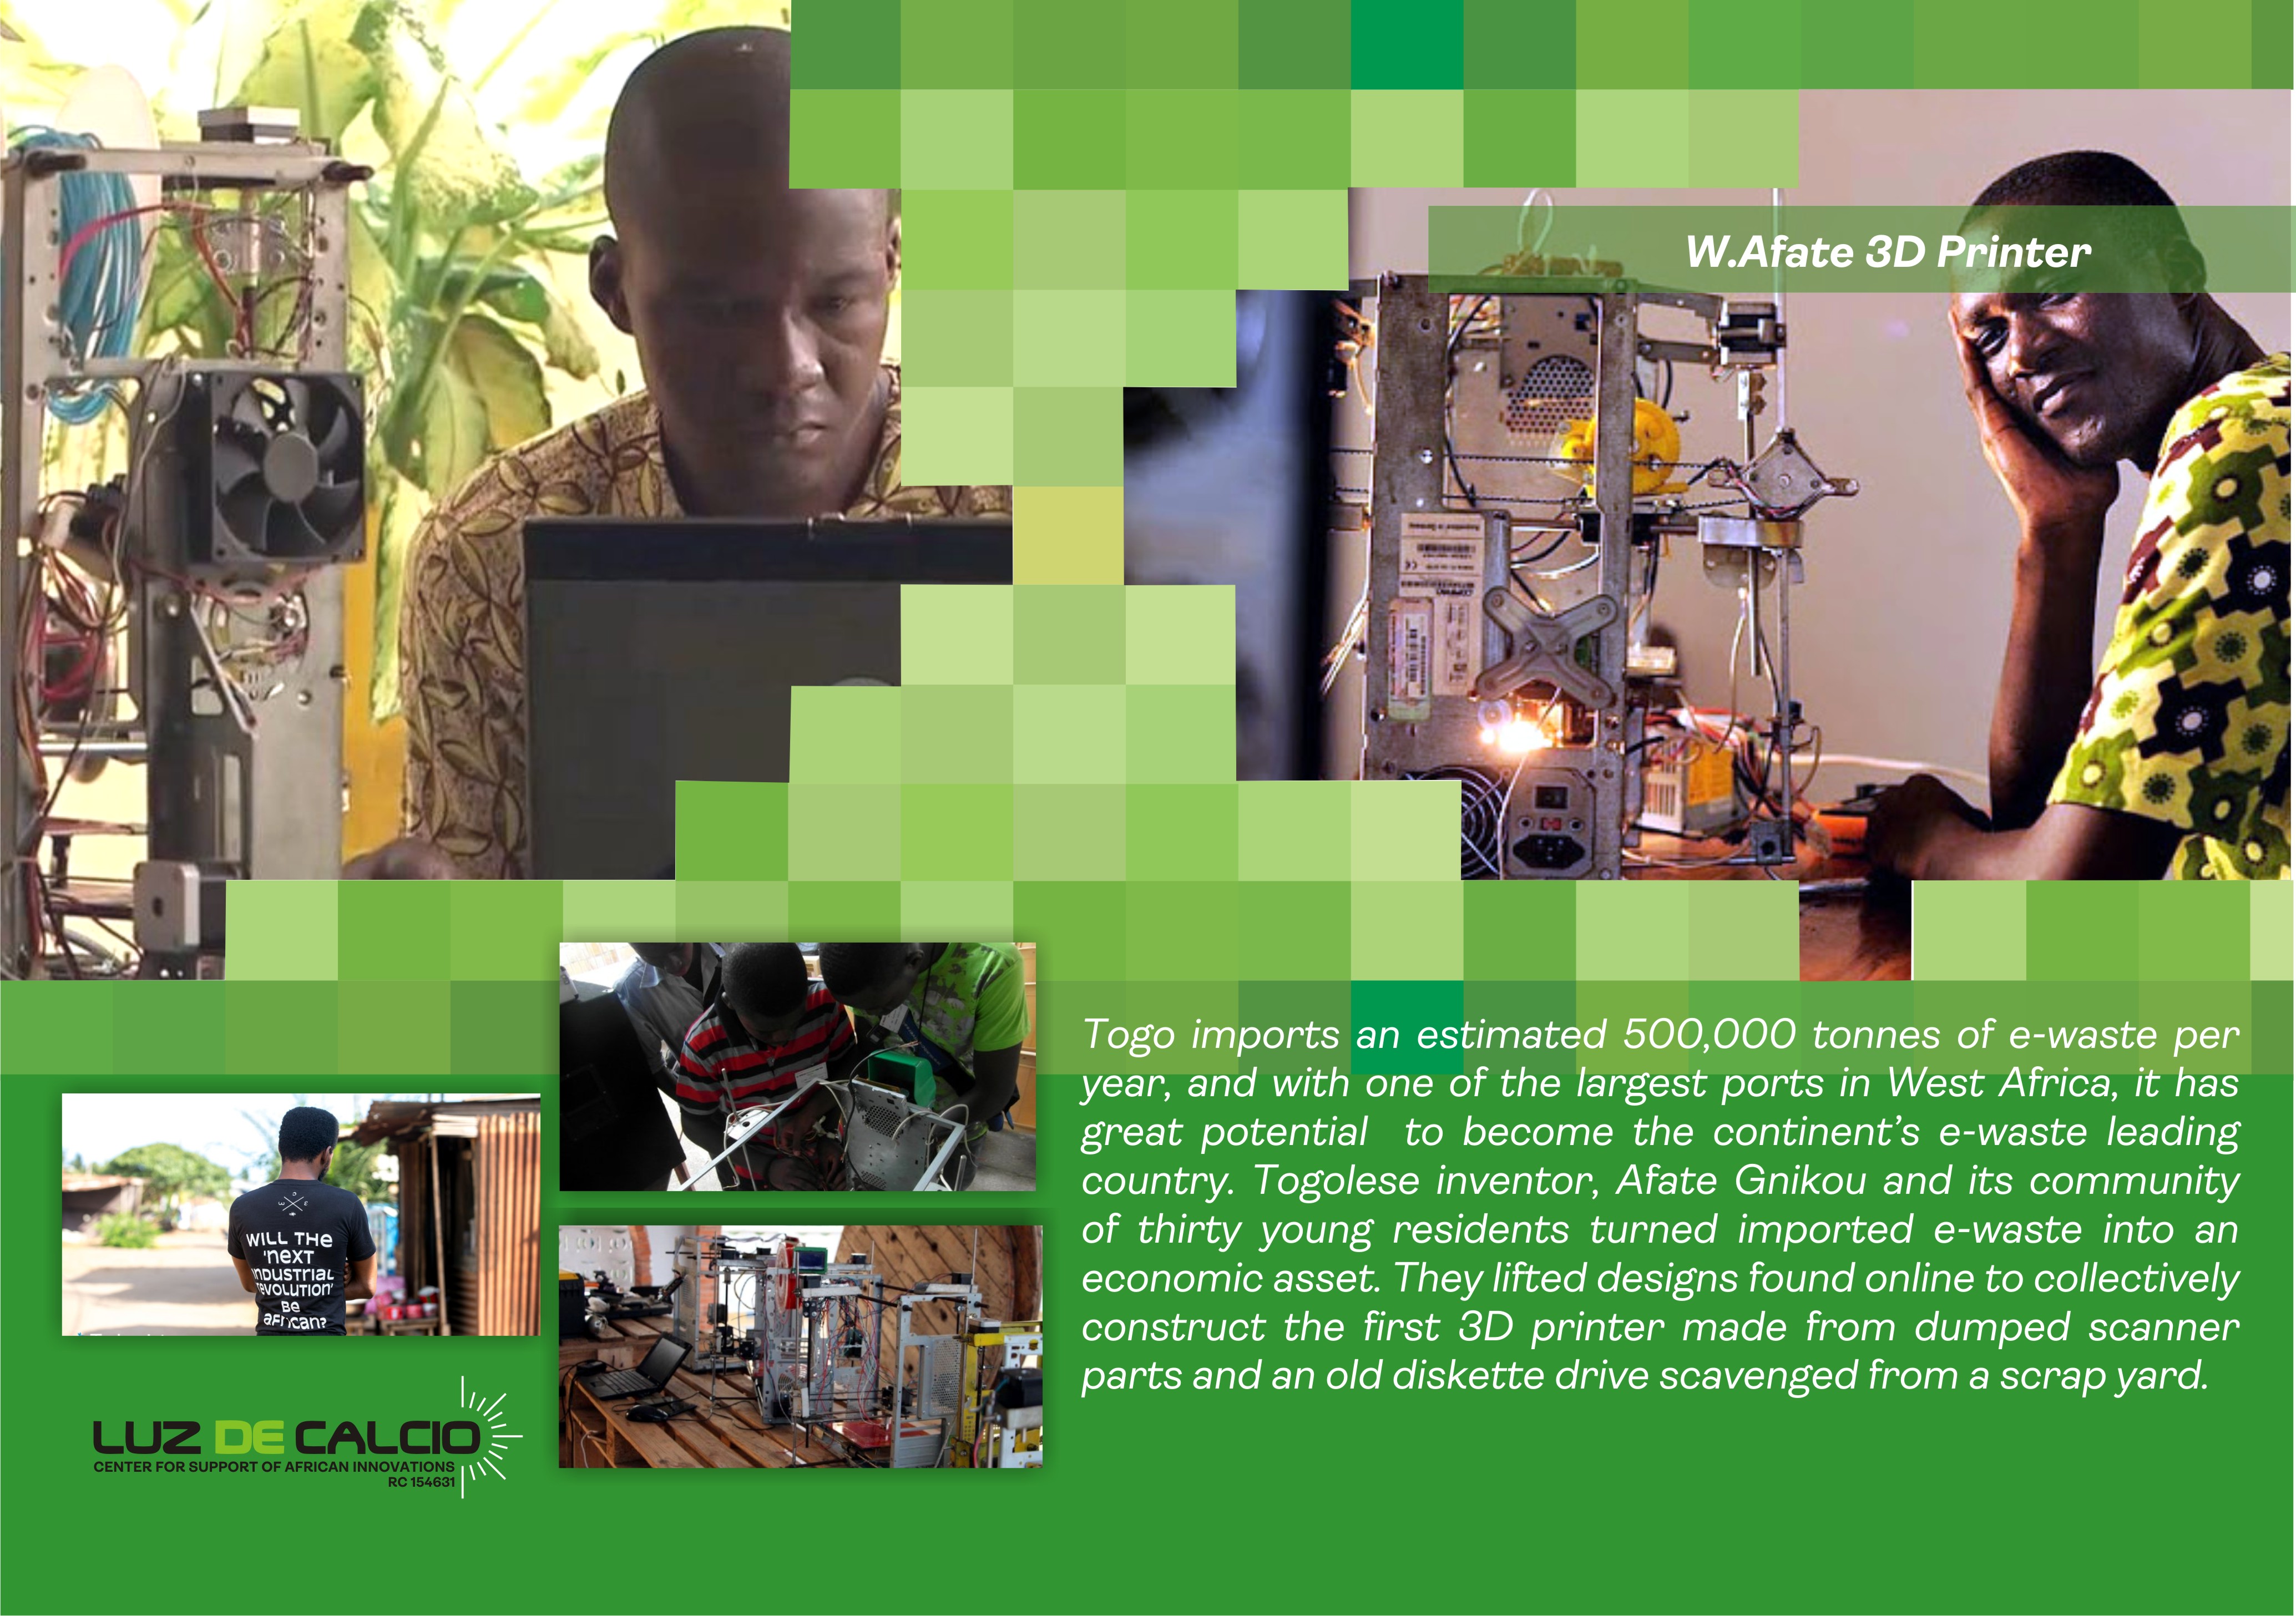 W.Afate 3D Printer
Togo imports an estimated 500,000 tonnes of e-waste per
year, and with one of the largest ports in West Africa, it has
great potential to become the continent's e-waste leading
country. Togolese inventor, Afate Gnikou and its community
of thirty young residents turned imported e-waste into an
economic asset. They lifted designs found online to collectively
construct the first 3D printer made from dumped scanner
parts and an old diskette drive scavenged from a scrap yard.
WILL THE
'next
industrial
revolution'
Be
african?
LUZ DE CALCIO
CENTER FOR SUPPORT OF AFRICAN INNOVATIONS
RC 154631